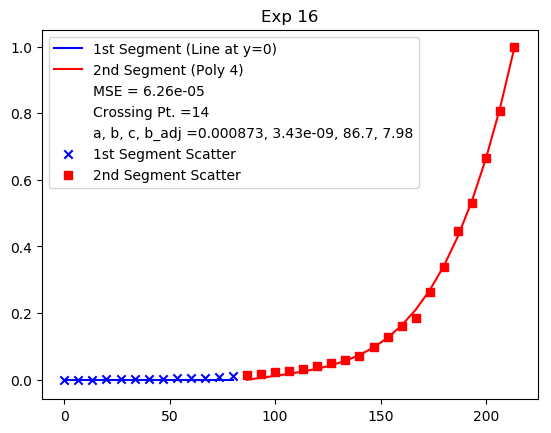 Exp 16
1st Segment (Line at y=0)
2nd Segment (Poly 4)
MSE = 6.26e-05
Crossing Pt. =14
a, b, c, b_adj =0.000873, 3.43e-09, 86.7, 7.98
1st Segment Scatter
2nd Segment Scatter
1.0
0.8
0.6
0.4
0.2
0.0
0 50 100 150 200